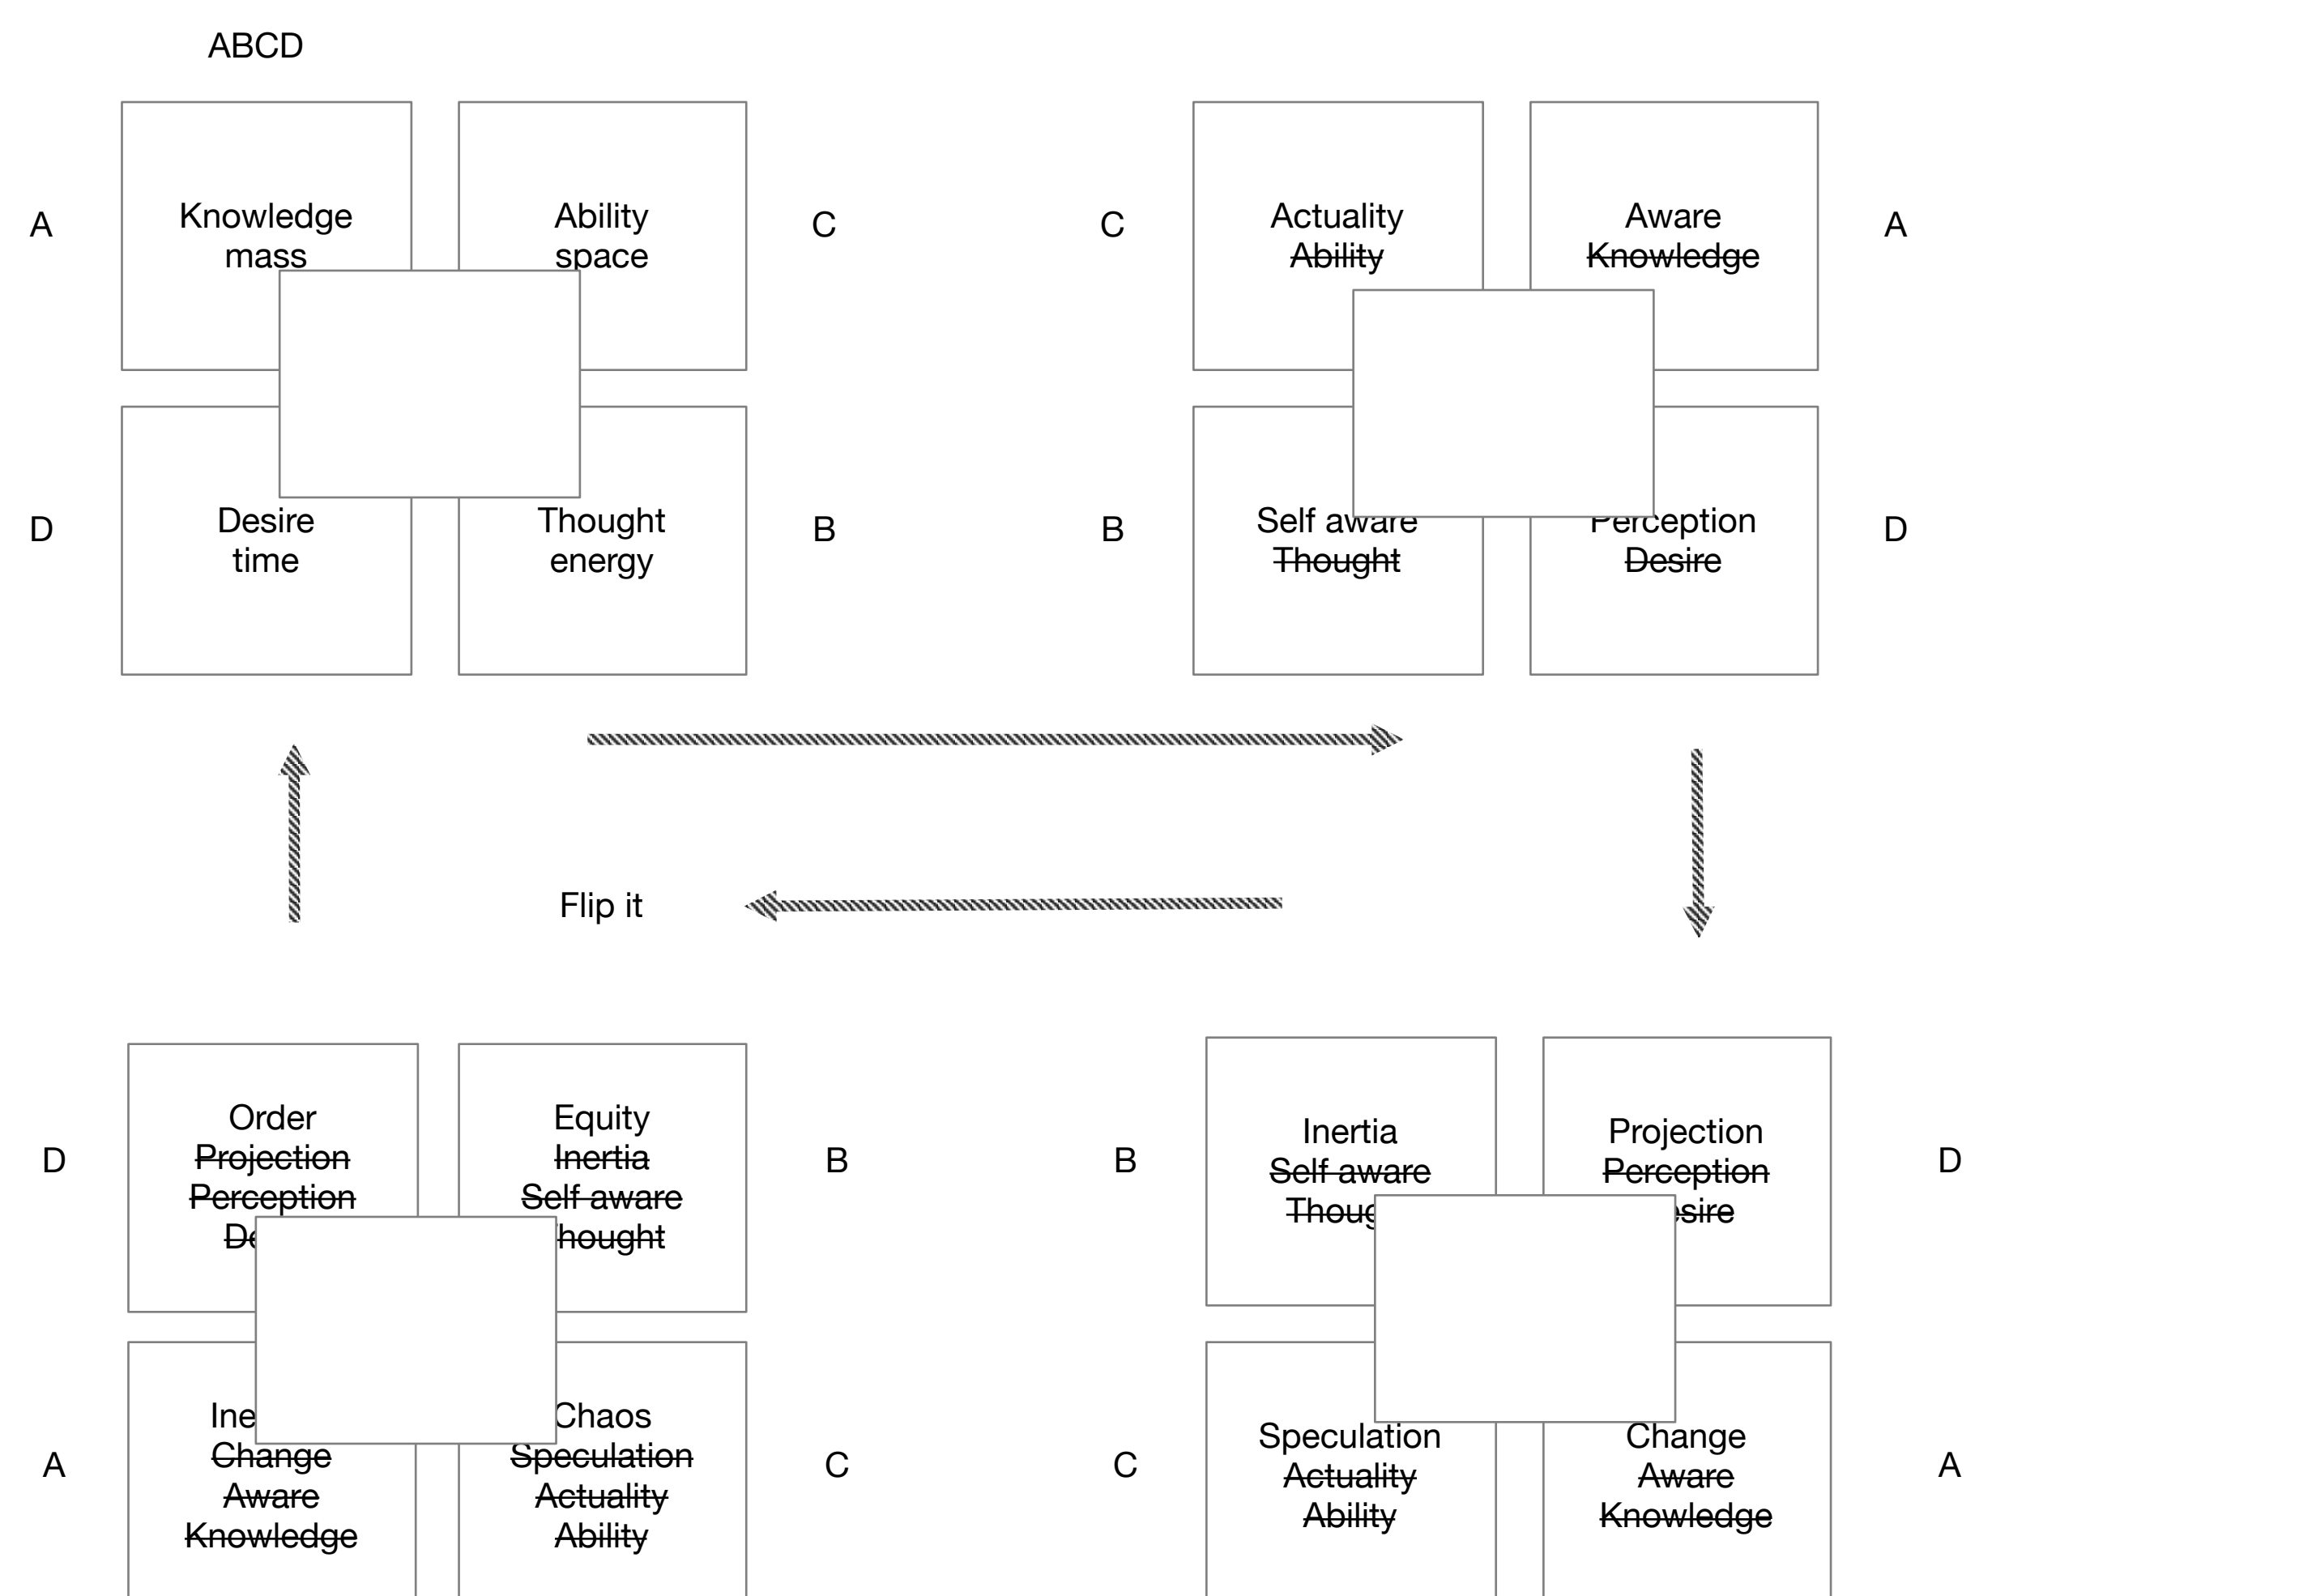 ABCD
A
Knowledge
mass
Ability
space
C
D
Desire
time
Thought
energy
B
C
Actuality
Ability
Aware
Knowledge
A
B
Self aware
Thought
Perception
Desire
D
Flip it
D
Order
Projection
Perception
Equity
Inertia
Self aware
Thought
B
A
Change
Aware
Knowledge
Chaos
Speculation
Actuality
Ability
C
B
Inertia
Self aware
Projection
Perception
D
C
Speculation
Actuality
Ability
Change
Aware
Knowledge
A